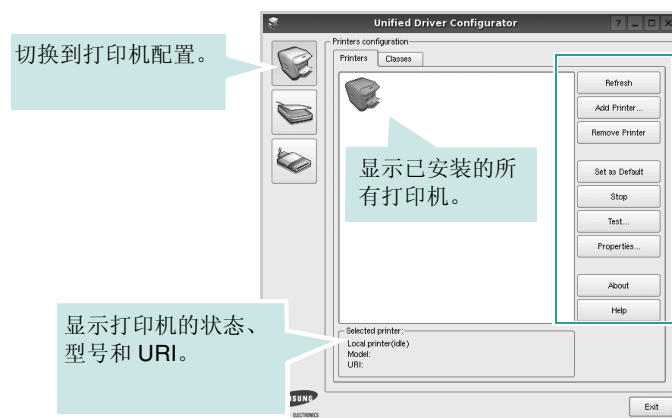 Unified Driver Configurator
切换到打印机配置。
Printers configuration
Printers
Classes
Refresh
Add Printer...
Remove Printer
显示已安装的所
有打印机。
Set as Default
Stop
Test...
Properties...
About
Help
显示打印机的状态、
型号和 URI。
Selected printer:
Local printer(idle)
Model:
URI:
SUNG
ELECTRONICS
Exit